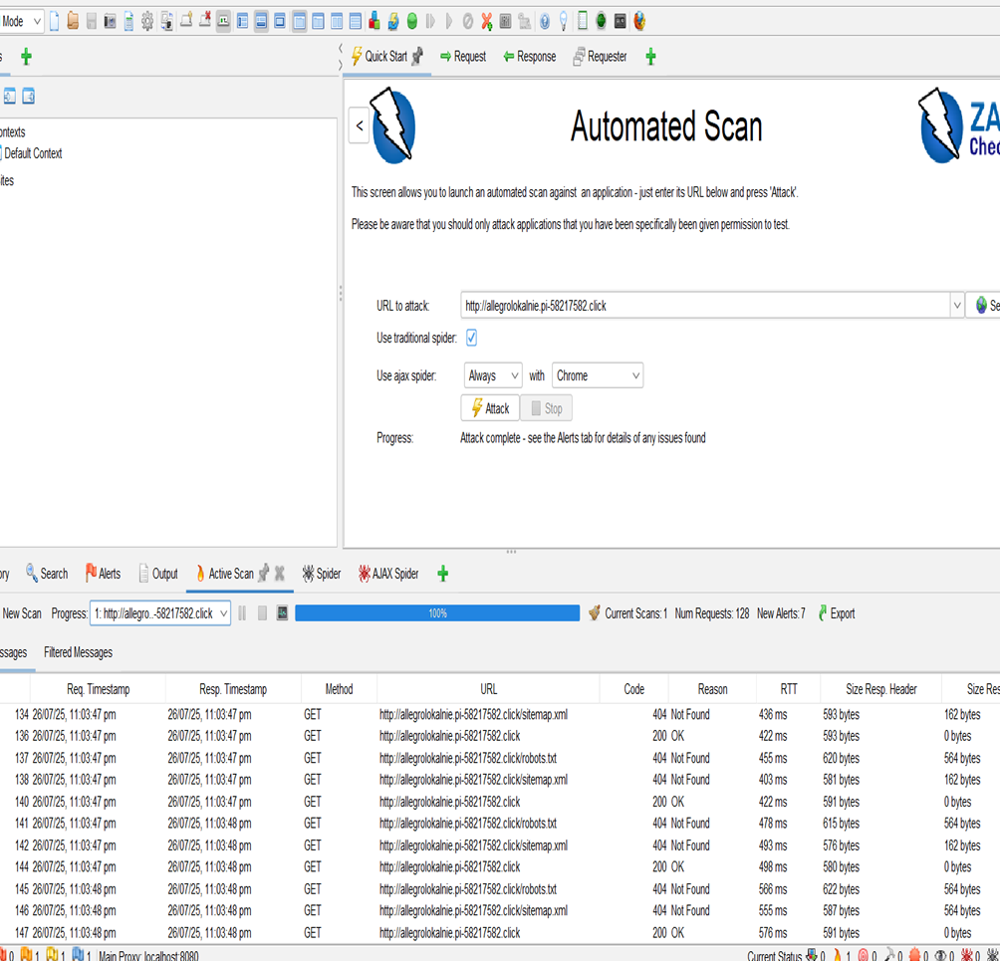 Mode
Quick Start
Request
Response
Requester
Automated Scan
ZA
Chec
ontexts
Default Context
ites
This screen allows you to launch an automated scan against an application - just enter its URL below and press 'Attack'.
Please be aware that you should only attack applications that you have been specifically been given permission to test.
URL to attack: http://allegrolokalnie.pi-58217582.click Se
Use traditional spider:
Use ajax spider: Always with Chrome
Attack Stop
Progress: Attack complete - see the Alerts tab for details of any issues found
ory Search Alerts Output Active Scan Spider AJAX Spider
New Scan Progress: 1: http://allegro...-58217582.click 100% Current Scans: 1 Num Requests: 128 New Alerts: 7 Export
ssages Filtered Messages
Req. Timestamp Resp. Timestamp Method URL Code Reason RTT Size Resp. Header Size Res
134 26/07/25, 11:03:47 pm 26/07/25, 11:03:47 pm GET http://allegrolokalnie.pi-58217582.click/sitemap.xml 404 Not Found 436 ms 593 bytes 162 bytes
136 26/07/25, 11:03:47 pm 26/07/25, 11:03:47 pm GET http://allegrolokalnie.pi-58217582.click 200 OK 422 ms 593 bytes 0 bytes
137 26/07/25, 11:03:47 pm 26/07/25, 11:03:47 pm GET http://allegrolokalnie.pi-58217582.click/robots.txt 404 Not Found 455 ms 620 bytes 564 bytes
138 26/07/25, 11:03:47 pm 26/07/25, 11:03:47 pm GET http://allegrolokalnie.pi-58217582.click/sitemap.xml 404 Not Found 403 ms 581 bytes 162 bytes
140 26/07/25, 11:03:47 pm 26/07/25, 11:03:47 pm GET http://allegrolokalnie.pi-58217582.click 200 OK 422 ms 591 bytes 0 bytes
141 26/07/25, 11:03:47 pm 26/07/25, 11:03:48 pm GET http://allegrolokalnie.pi-58217582.click/robots.txt 404 Not Found 478 ms 615 bytes 564 bytes
142 26/07/25, 11:03:47 pm 26/07/25, 11:03:48 pm GET http://allegrolokalnie.pi-58217582.click/sitemap.xml 404 Not Found 493 ms 576 bytes 162 bytes
144 26/07/25, 11:03:47 pm 26/07/25, 11:03:48 pm GET http://allegrolokalnie.pi-58217582.click 200 OK 498 ms 580 bytes 0 bytes
145 26/07/25, 11:03:48 pm 26/07/25, 11:03:48 pm GET http://allegrolokalnie.pi-58217582.click/robots.txt 404 Not Found 566 ms 622 bytes 564 bytes
146 26/07/25, 11:03:48 pm 26/07/25, 11:03:48 pm GET http://allegrolokalnie.pi-58217582.click/sitemap.xml 404 Not Found 555 ms 587 bytes 564 bytes
147 26/07/25, 11:03:48 pm 26/07/25, 11:03:48 pm GET http://allegrolokalnie.pi-58217582.click 200 OK 576 ms 591 bytes 0 bytes
0 1 1 1 Main Proxy: localhost:8080 Current Status 0 1 0 0 0 0 0